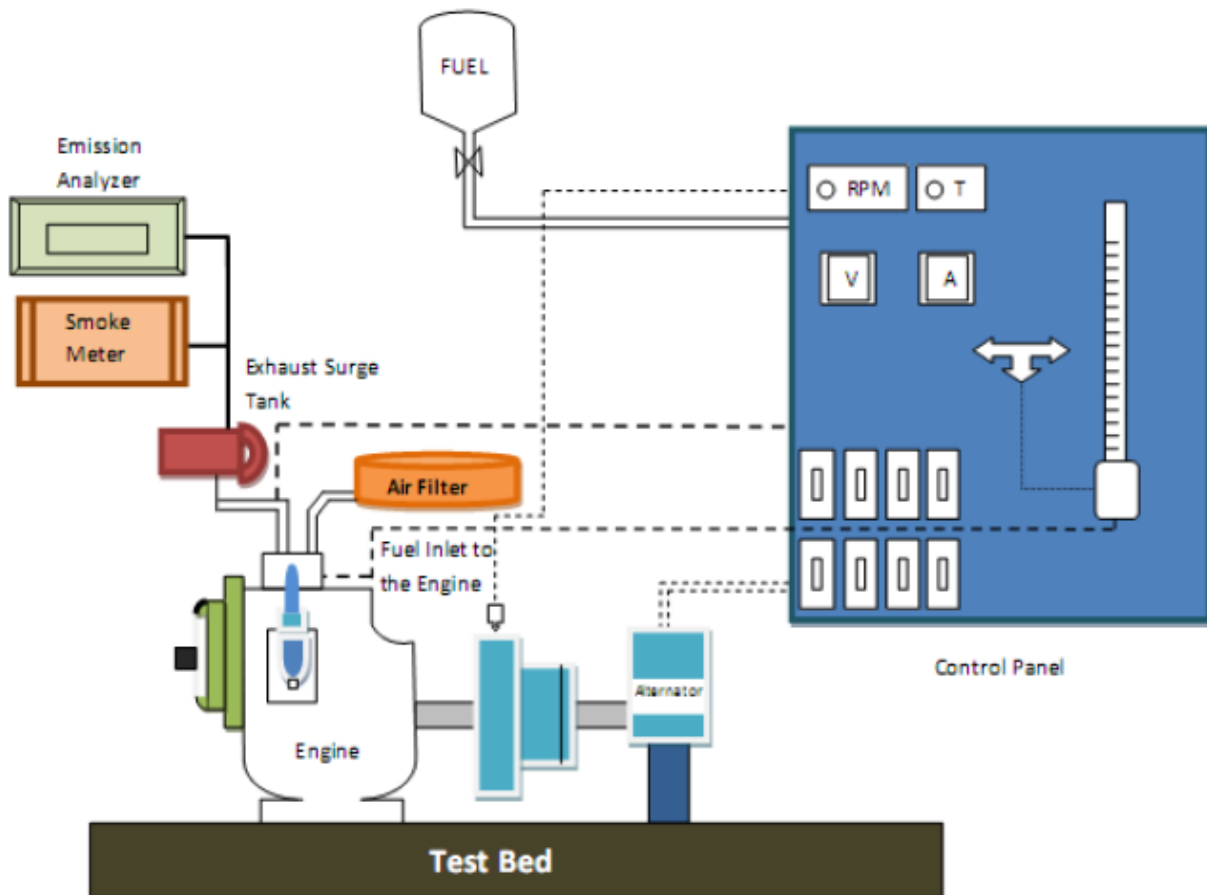 FUEL
Emission
Analyzer
RPM
T
V
A
Smoke
Meter
Exhaust Surge
Tank
Air Filter
Fuel Inlet to
the Engine
Control Panel
Alternator
Engine
Test Bed